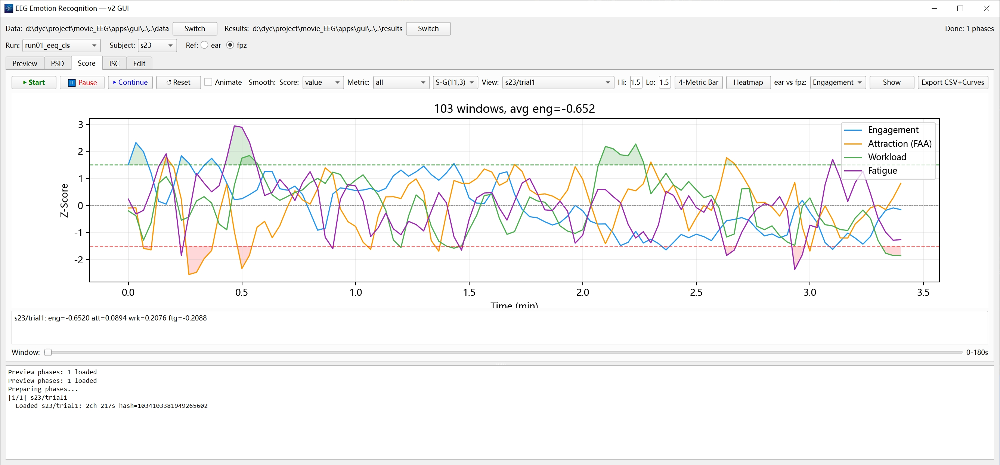 EEG Emotion Recognition — v2 GUI
Data: d:\dyc\project\movie_EEG\apps\gui\..\..\data Switch Results: d:\dyc\project\movie_EEG\apps\gui\..\..\results Switch Done: 1 phases
Run: run01_eeg_cls Subject: s23 Ref: ear fpz
Preview PSD Score ISC Edit
Start Pause Continue Reset Animate Smooth: Score: value Metric: all S-G(11,3) View: s23/trial1 Hi: 1.5 Lo: 1.5 4-Metric Bar Heatmap ear vs fpz: Engagement Show Export CSV+Curves
103 windows, avg eng=-0.652
Z-Score
3
2
1
0
-1
-2
Engagement
Attraction (FAA)
Workload
Fatigue
0.0 0.5 1.0 1.5 2.0 2.5 3.0 3.5
Time (min)
s23/trial1: eng=-0.6520 att=0.0894 wrk=0.2076 ftg=-0.2088
Window: 0-180s
Preview phases: 1 loaded
Preview phases: 1 loaded
Preparing phases...
[1/1] s23/trial1
Loaded s23/trial1: 2ch 217s hash=1034103381949265602